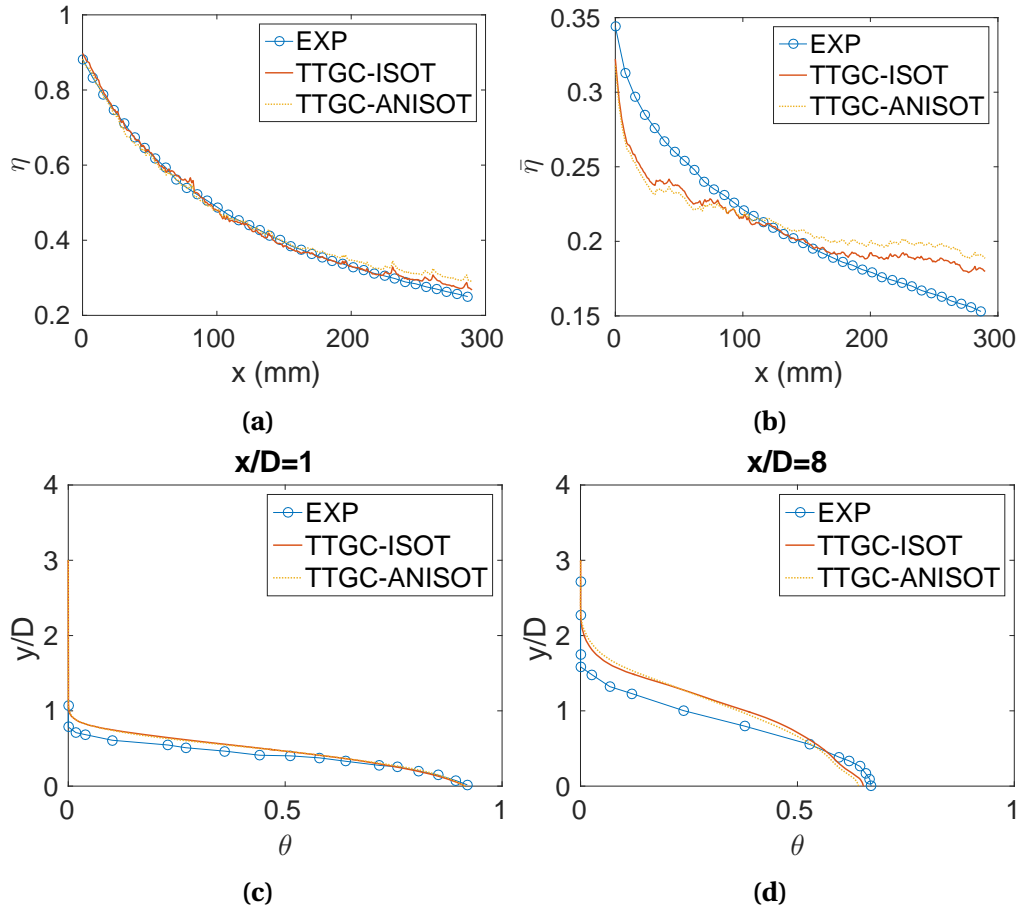 EXP
TTGC-ISOT
TTGC-ANISOT
1
0.8
0.6
0.4
0.2
η
0 100 200 300
x (mm)
(a)
EXP
TTGC-ISOT
TTGC-ANISOT
0.35
0.30
0.25
0.20
0.15
η̄
0 100 200 300
x (mm)
(b)
x/D=1
EXP
TTGC-ISOT
TTGC-ANISOT
4
3
2
1
0
y/D
0 0.5 1
θ
(c)
x/D=8
EXP
TTGC-ISOT
TTGC-ANISOT
4
3
2
1
0
y/D
0 0.5 1
θ
(d)